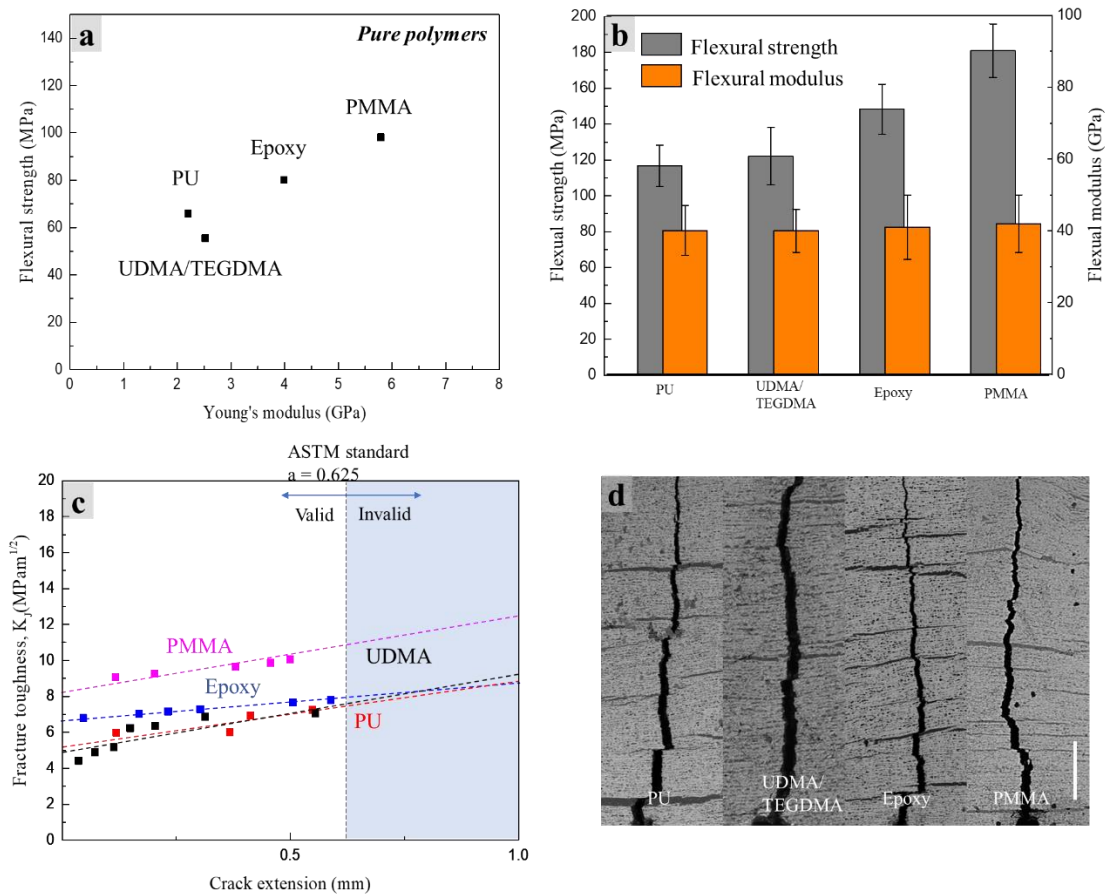 a
Pure polymers
Flexural strength (MPa)
140
120
100
80
60
40
20
0
PMMA
Epoxy
PU
UDMA/TEGDMA
0 1 2 3 4 5 6 7 8
Young's modulus (GPa)
b
Flexural strength
Flexural modulus
Flexual strength (MPa)
200
180
160
140
120
100
80
60
40
20
0
100
80
60
40
20
0
Flexual modulus (GPa)
PU
UDMA/
TEGDMA
Epoxy
PMMA
ASTM standard
a = 0.625
c
Valid Invalid
Fracture toughness, KJ(MPam1/2)
20
18
16
14
12
10
8
6
4
2
0
PMMA
UDMA
Epoxy
PU
0.5 1.0
Crack extension (mm)
d
PU
UDMA/
TEGDMA
Epoxy
PMMA